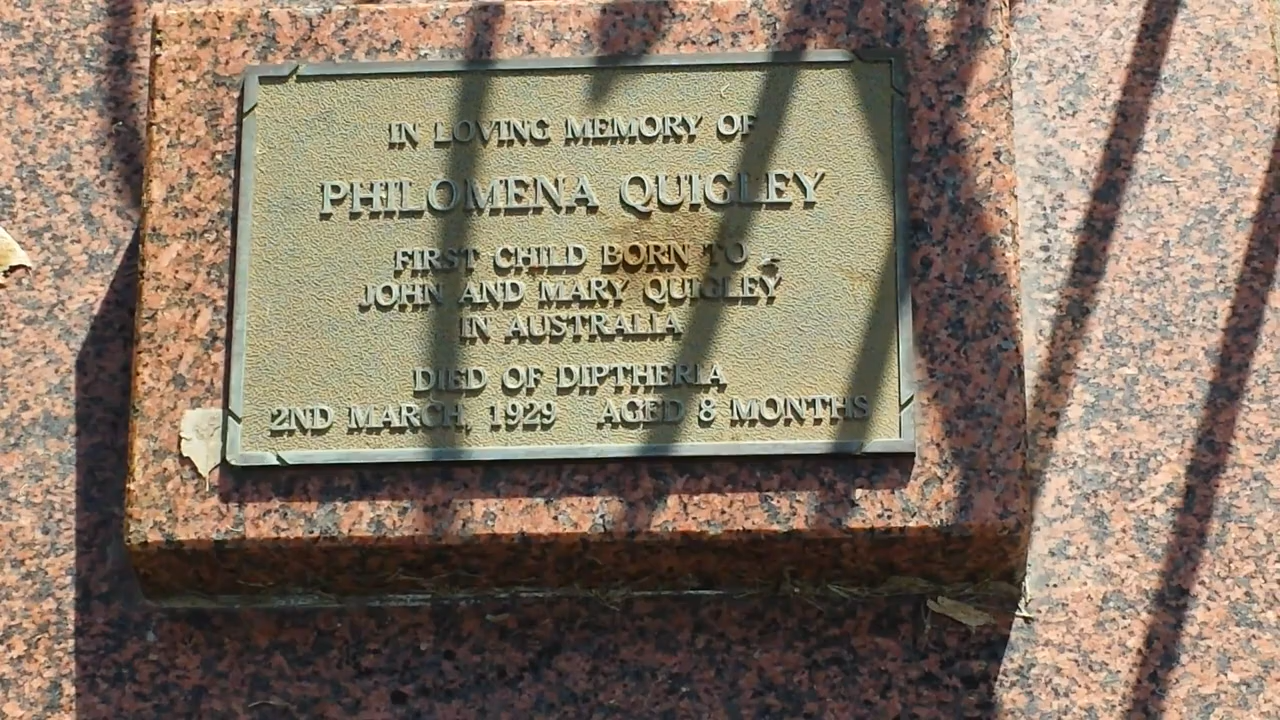 IN LOVING MEMORY OF
PHILOMENA QUIGLEY
FIRST CHILD BORN TO
JOHN AND MARY QUIGLEY
IN AUSTRALIA
DIED OF DIPTHERIA
2ND MARCH, 1929 AGED 8 MONTHS